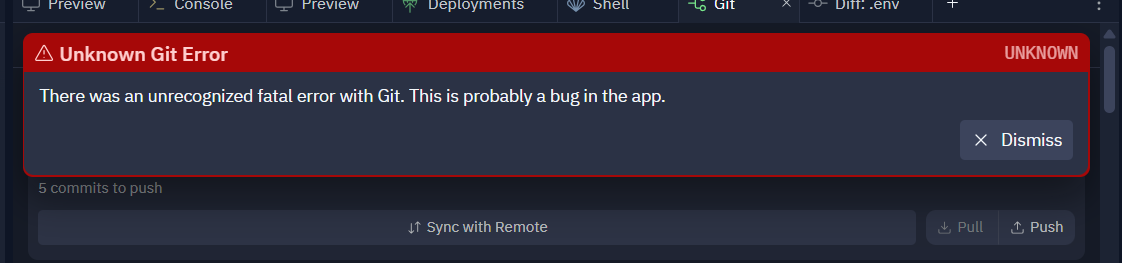 Preview Console Preview Deployments Shell Git × Diff: .env +
Unknown Git Error UNKNOWN
There was an unrecognized fatal error with Git. This is probably a bug in the app.
Dismiss
5 commits to push
Sync with Remote Pull Push